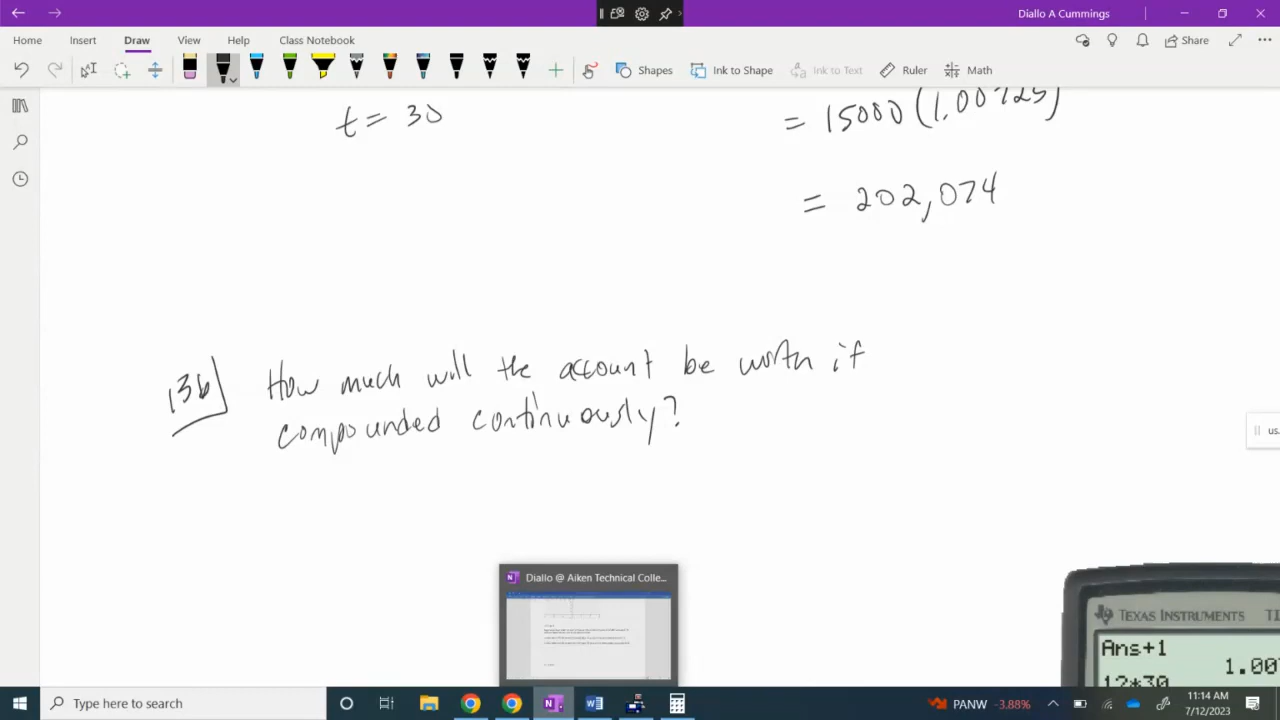 Diallo A Cummings
Home Insert Draw View Help Class Notebook Share
Shapes Ink to Shape Ink to Text Ruler Math
t = 30
= 15000 (1.00725)
= 202,074
13b] How much will the account be worth if
compounded continuously?
us.
Diallo @ Aiken Technical Colle...
TEXAS INSTRUMENTS
Ans+1
1.00
12*30
Type here to search
PANW -3.88%
11:14 AM
7/12/2023